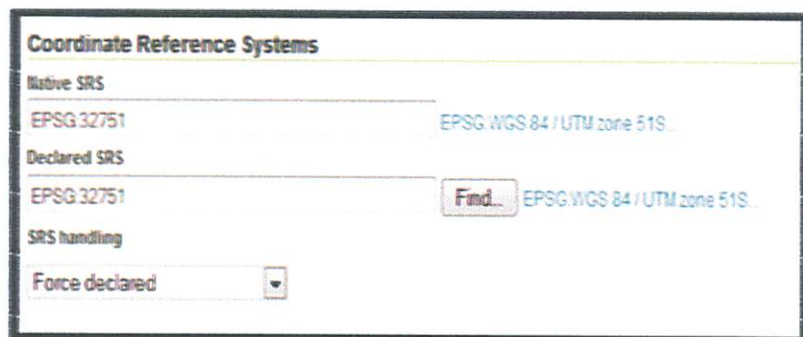 Coordinate Reference Systems
Native SRS
EPSG:32751 EPSG:WGS 84 / UTM zone 51S...
Declared SRS
EPSG:32751 Find... EPSG:WGS 84 / UTM zone 51S...
SRS handling
Force declared